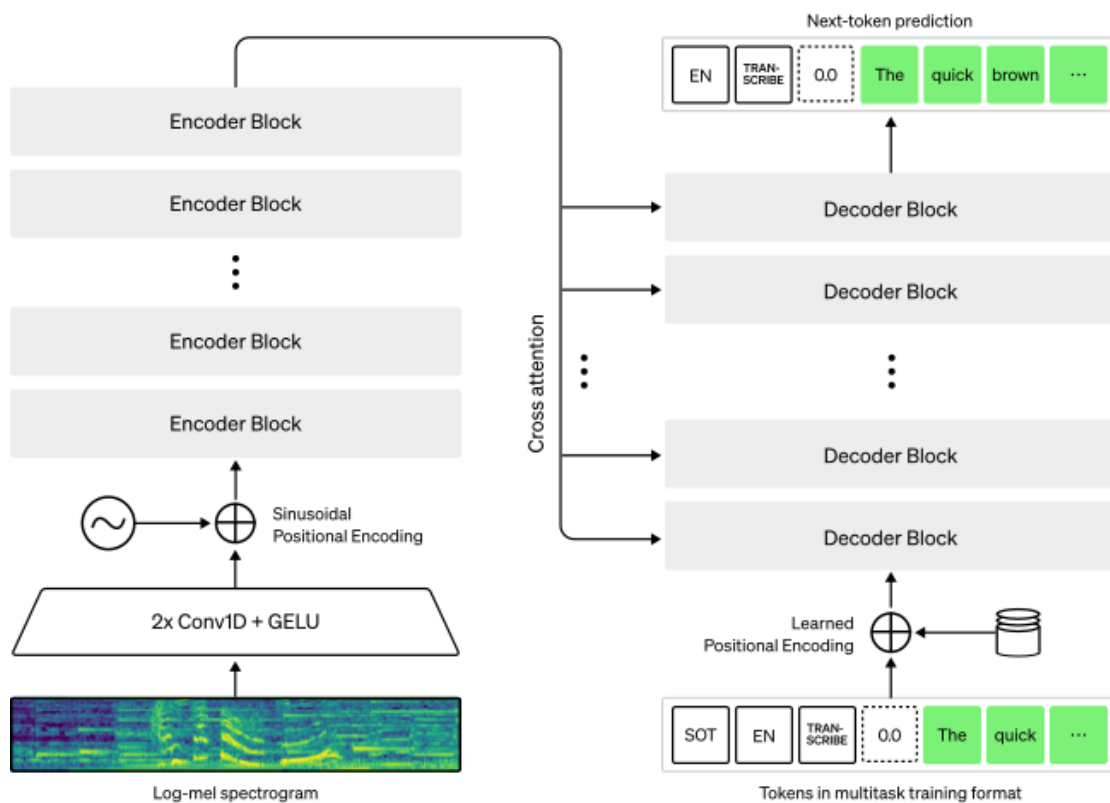 Next-token prediction
EN
TRAN-
SCRIBE
0.0
The
quick
brown
...
Encoder Block
Encoder Block
Encoder Block
Encoder Block
Sinusoidal
Positional Encoding
2x Conv1D + GELU
Log-mel spectrogram
Cross attention
Decoder Block
Decoder Block
Decoder Block
Decoder Block
Learned
Positional Encoding
SOT
EN
TRAN-
SCRIBE
0.0
The
quick
...
Tokens in multitask training format